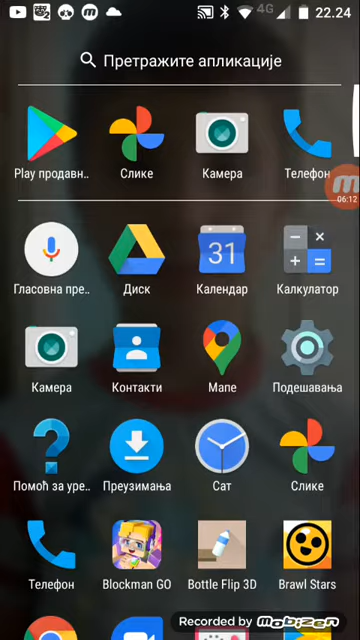 4G 22.24
Претражите апликације
Play продавн.. Слике Камера Телефон
06:12
Гласовна пре.. Диск Календар Калкулатор
31
Камера Контакти Мапе Подешавања
Помоћ за уре.. Преузимања Сат Слике
Телефон Blockman GO Bottle Flip 3D Brawl Stars
Recorded by Mobizen